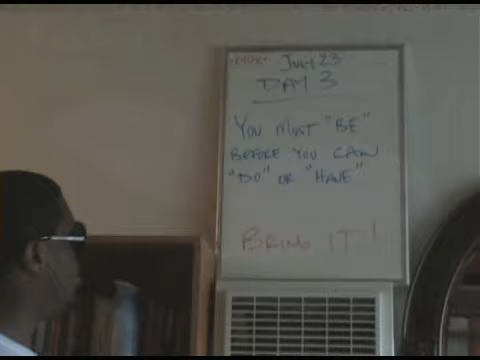 July 23
DAY 3
YOU MUST "BE"
BEFORE YOU CAN
"DO" OR "HAVE"
BRING IT!